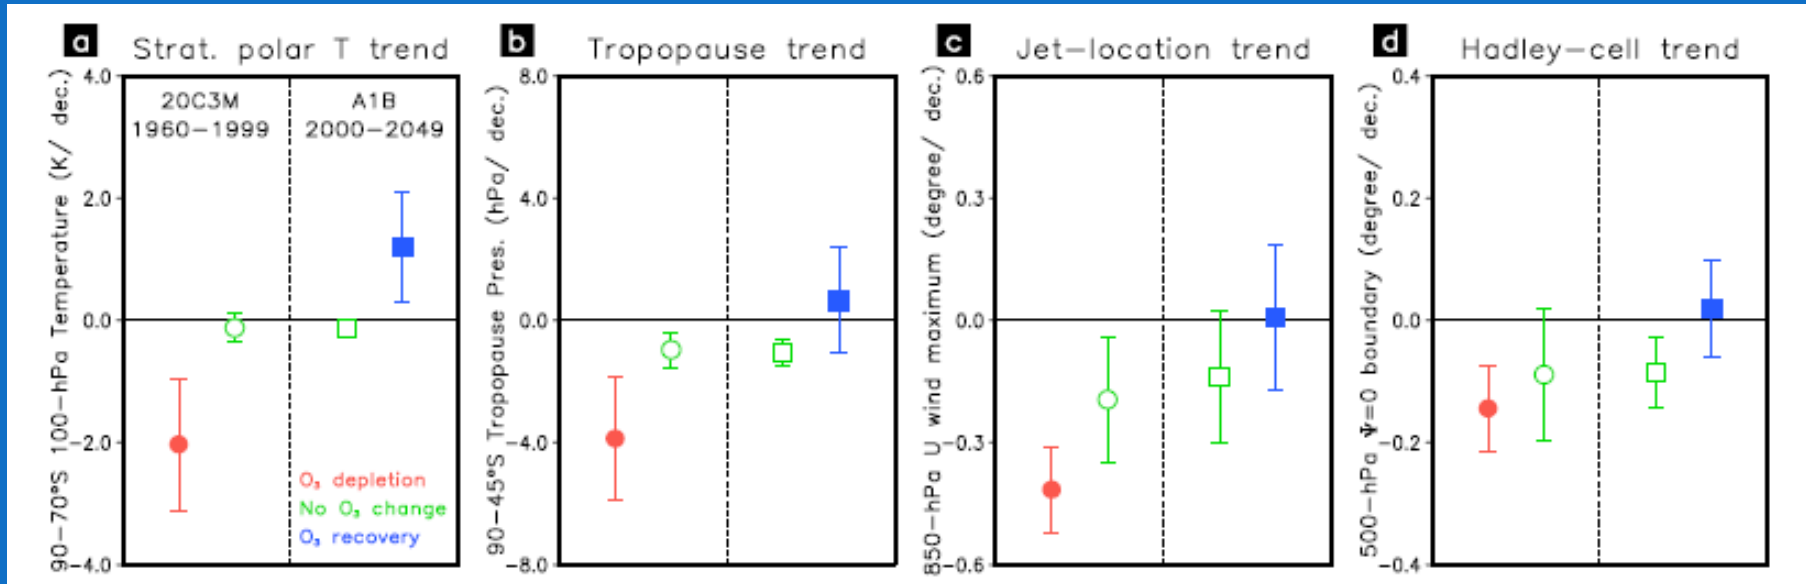 a Strat. polar T trend
90-70°S 100-hPa Temperature (K/ dec.)
4.0
2.0
0.0
-2.0
-4.0
20C3M
1960-1999
A1B
2000-2049
O₃ depletion
No O₃ change
O₃ recovery
b Tropopause trend
90-45°S Tropopause Pres. (hPa/ dec.)
8.0
4.0
0.0
-4.0
-8.0
c Jet-location trend
850-hPa U wind maximum (degree/ dec.)
0.6
0.3
0.0
-0.3
-0.6
d Hadley-cell trend
500-hPa Ψ=0 boundary (degree/ dec.)
0.4
0.2
0.0
-0.2
-0.4